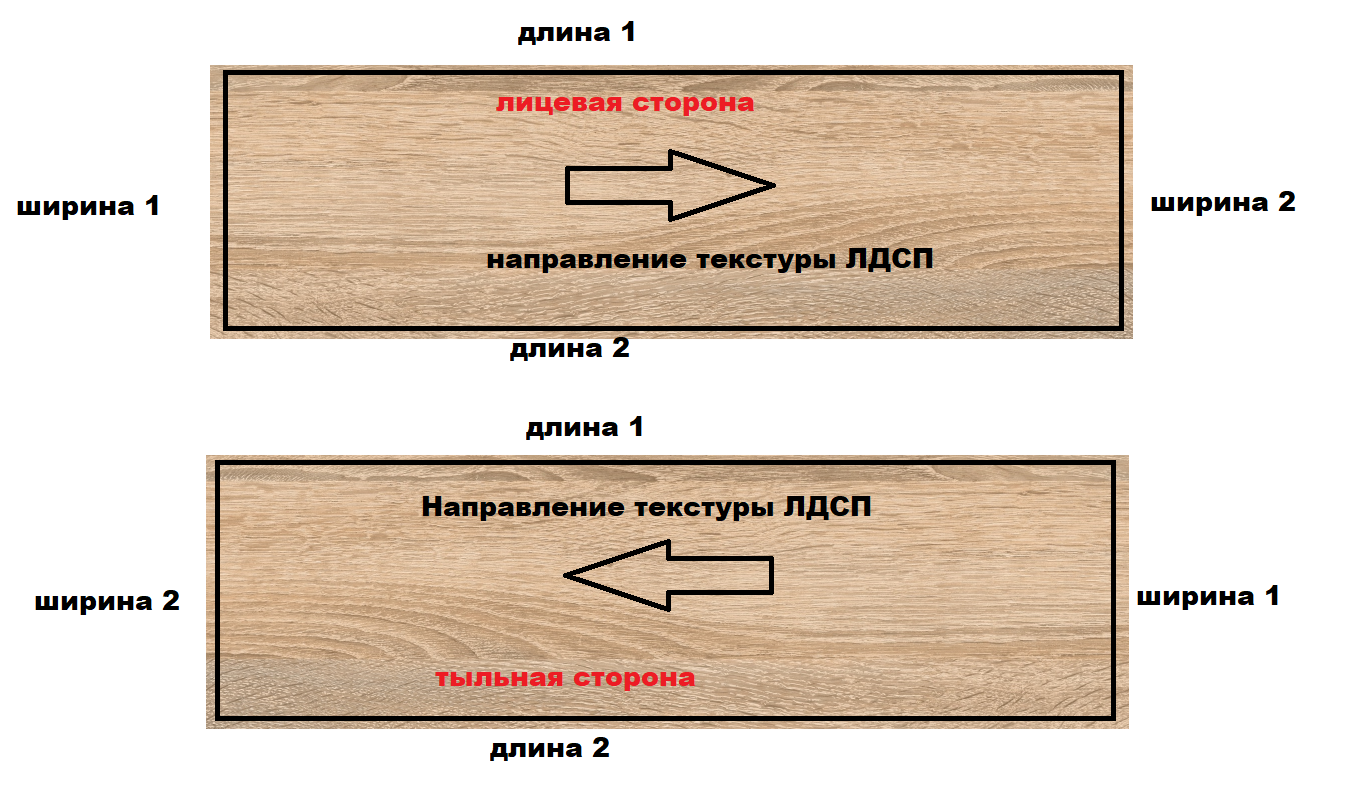 длина 1
лицевая сторона
ширина 1
ширина 2
направление текстуры ЛДСП
длина 2
длина 1
Направление текстуры ЛДСП
ширина 2
ширина 1
тыльная сторона
длина 2